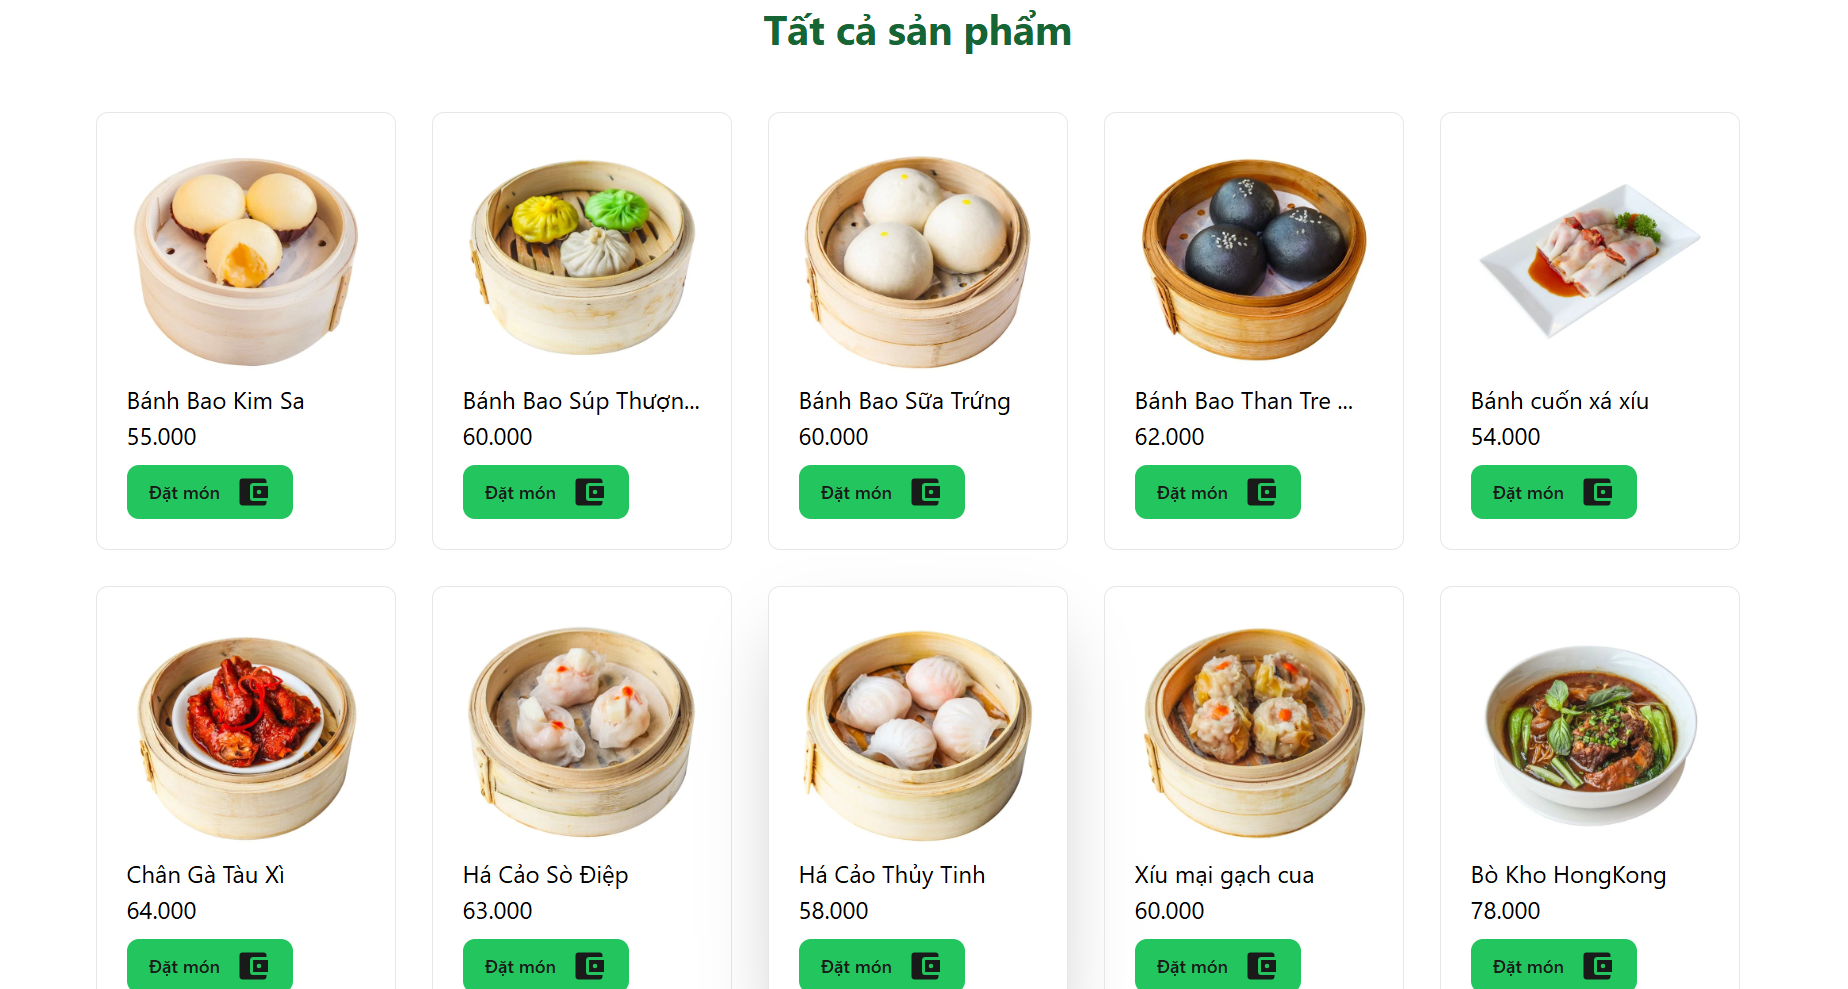 Tất cả sản phẩm
Bánh Bao Kim Sa
55.000
Đặt món
Bánh Bao Súp Thượn...
60.000
Đặt món
Bánh Bao Sữa Trứng
60.000
Đặt món
Bánh Bao Than Tre ...
62.000
Đặt món
Bánh cuốn xá xíu
54.000
Đặt món
Chân Gà Tàu Xì
64.000
Đặt món
Há Cảo Sò Điệp
63.000
Đặt món
Há Cảo Thủy Tinh
58.000
Đặt món
Xíu mại gạch cua
60.000
Đặt món
Bò Kho HongKong
78.000
Đặt món